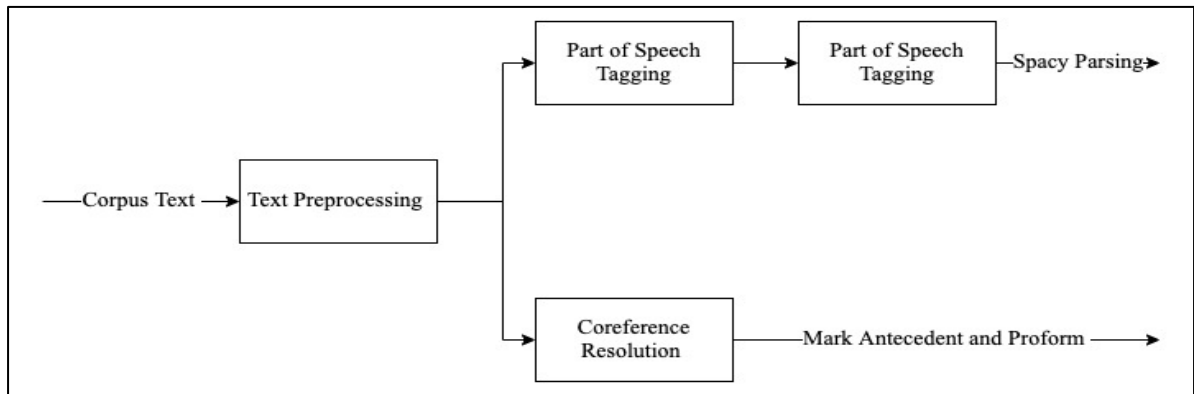 Part of Speech
Tagging
Part of Speech
Tagging
Spacy Parsing
Corpus Text
Text Preprocessing
Coreference
Resolution
Mark Antecedent and Proform